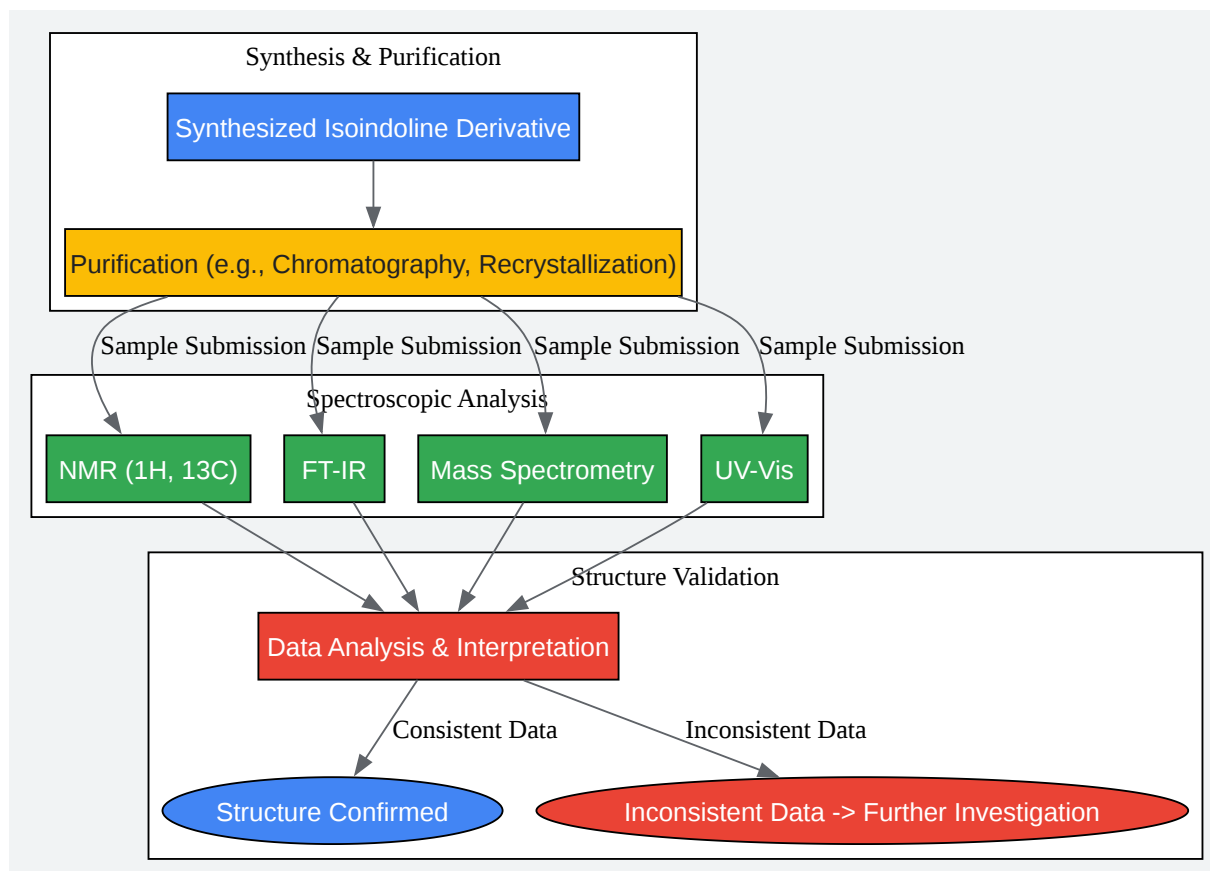 Synthesis & Purification
Synthesized Isoindoline Derivative
Purification (e.g., Chromatography, Recrystallization)
Sample Submission
Sample Submission
Sample Submission
Sample Submission
Spectroscopic Analysis
NMR (1H, 13C)
FT-IR
Mass Spectrometry
UV-Vis
Structure Validation
Data Analysis & Interpretation
Consistent Data
Inconsistent Data
Structure Confirmed
Inconsistent Data -> Further Investigation